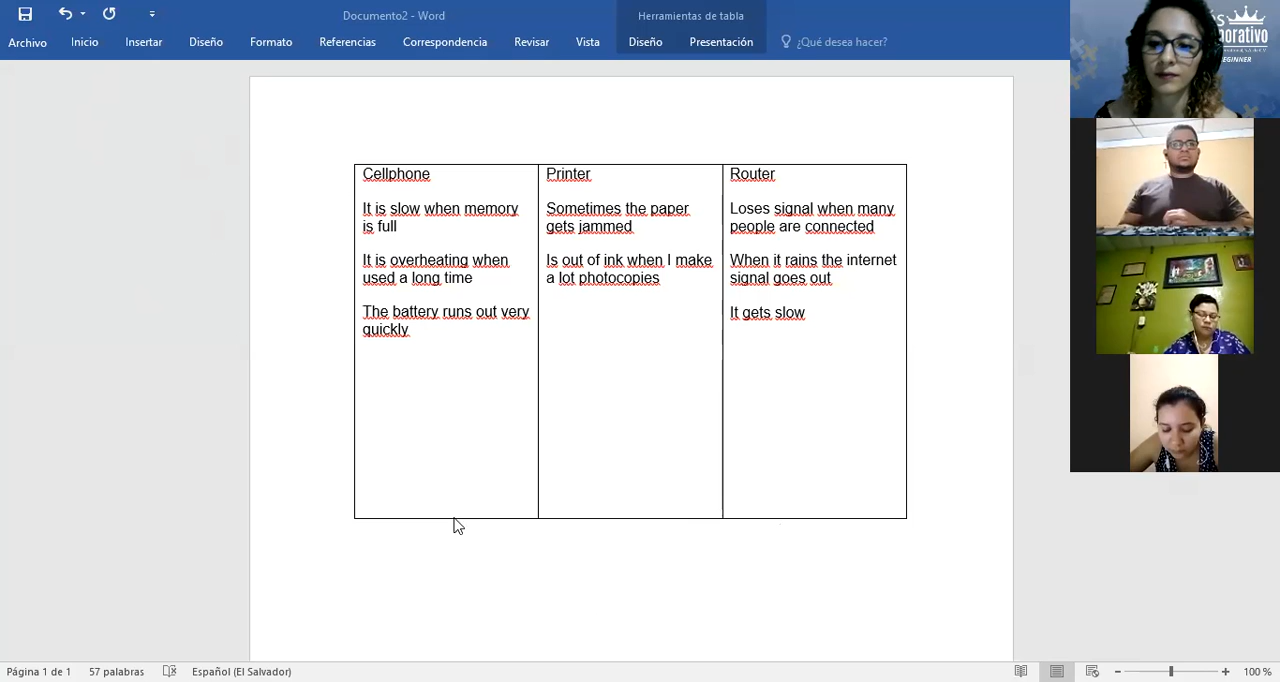 Documento2 - Word
Herramientas de tabla
Archivo Inicio Insertar Diseño Formato Referencias Correspondencia Revisar Vista Diseño Presentación ¿Qué desea hacer?
Cellphone
It is slow when memory
is full
It is overheating when
used a long time
The battery runs out very
quickly
Printer
Sometimes the paper
gets jammed
Is out of ink when I make
a lot photocopies
Router
Loses signal when many
people are connected
When it rains the internet
signal goes out
It gets slow
Página 1 de 1 57 palabras Español (El Salvador) 100 %